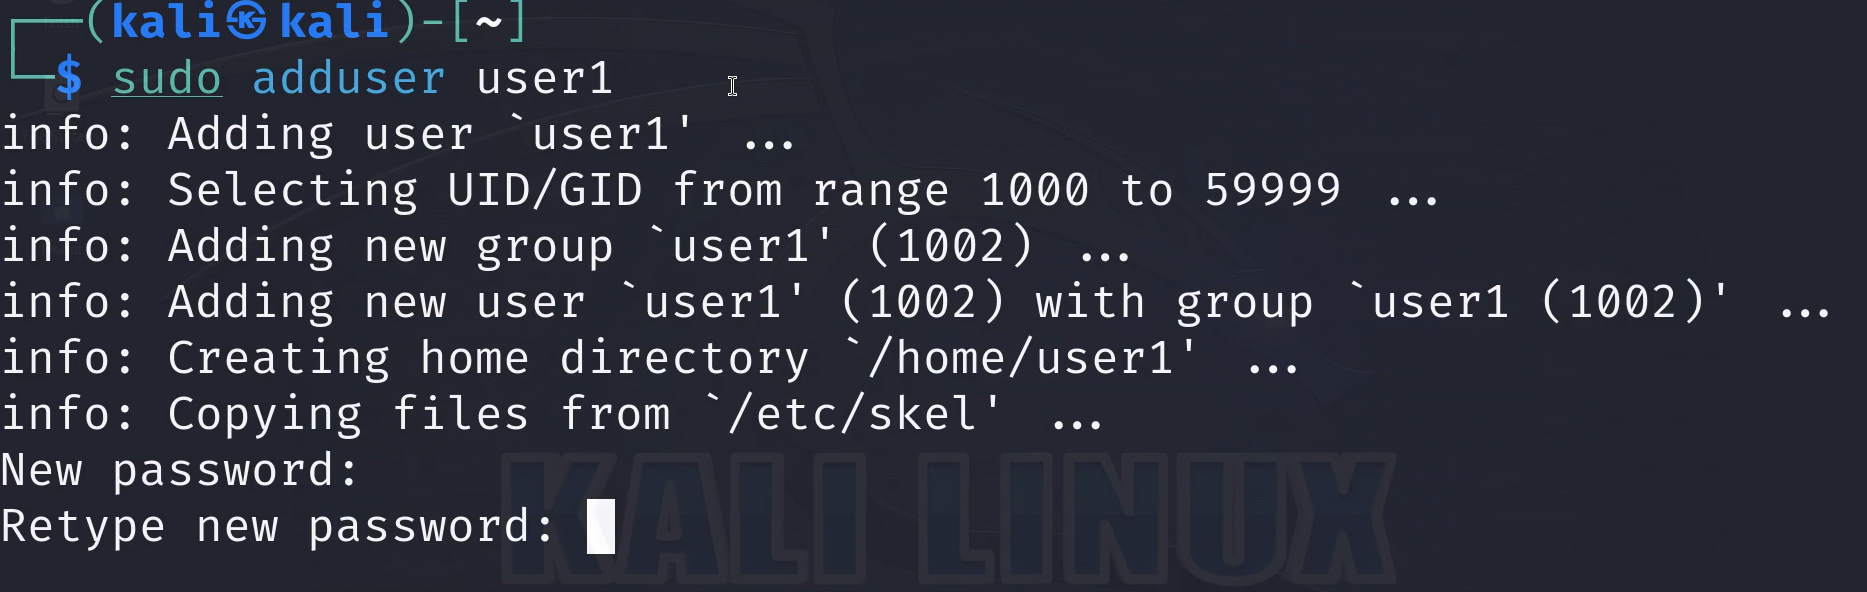 ┌──(kali㉿kali)-[~]
└─$ sudo adduser user1
info: Adding user `user1' ...
info: Selecting UID/GID from range 1000 to 59999 ...
info: Adding new group `user1' (1002) ...
info: Adding new user `user1' (1002) with group `user1 (1002)' ...
info: Creating home directory `/home/user1' ...
info: Copying files from `/etc/skel' ...
New password:
Retype new password:
KALI LINUX